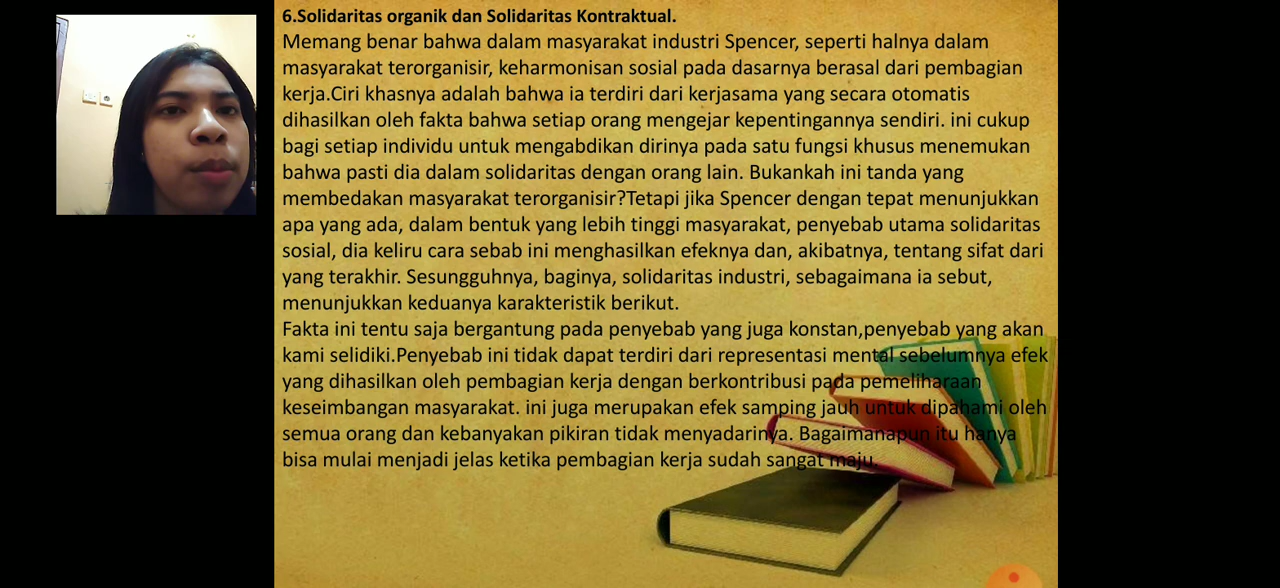 6.Solidaritas organik dan Solidaritas Kontraktual.
Memang benar bahwa dalam masyarakat industri Spencer, seperti halnya dalam
masyarakat terorganisir, keharmonisan sosial pada dasarnya berasal dari pembagian
kerja.Ciri khasnya adalah bahwa ia terdiri dari kerjasama yang secara otomatis
dihasilkan oleh fakta bahwa setiap orang mengejar kepentingannya sendiri. ini cukup
bagi setiap individu untuk mengabdikan dirinya pada satu fungsi khusus menemukan
bahwa pasti dia dalam solidaritas dengan orang lain. Bukankah ini tanda yang
membedakan masyarakat terorganisir?Tetapi jika Spencer dengan tepat menunjukkan
apa yang ada, dalam bentuk yang lebih tinggi masyarakat, penyebab utama solidaritas
sosial, dia keliru cara sebab ini menghasilkan efeknya dan, akibatnya, tentang sifat dari
yang terakhir. Sesungguhnya, baginya, solidaritas industri, sebagaimana ia sebut,
menunjukkan keduanya karakteristik berikut.
Fakta ini tentu saja bergantung pada penyebab yang juga konstan,penyebab yang akan
kami selidiki.Penyebab ini tidak dapat terdiri dari representasi mental sebelumnya efek
yang dihasilkan oleh pembagian kerja dengan berkontribusi pada pemeliharaan
keseimbangan masyarakat. ini juga merupakan efek samping jauh untuk dipahami oleh
semua orang dan kebanyakan pikiran tidak menyadarinya. Bagaimanapun itu hanya
bisa mulai menjadi jelas ketika pembagian kerja sudah sangat maju.